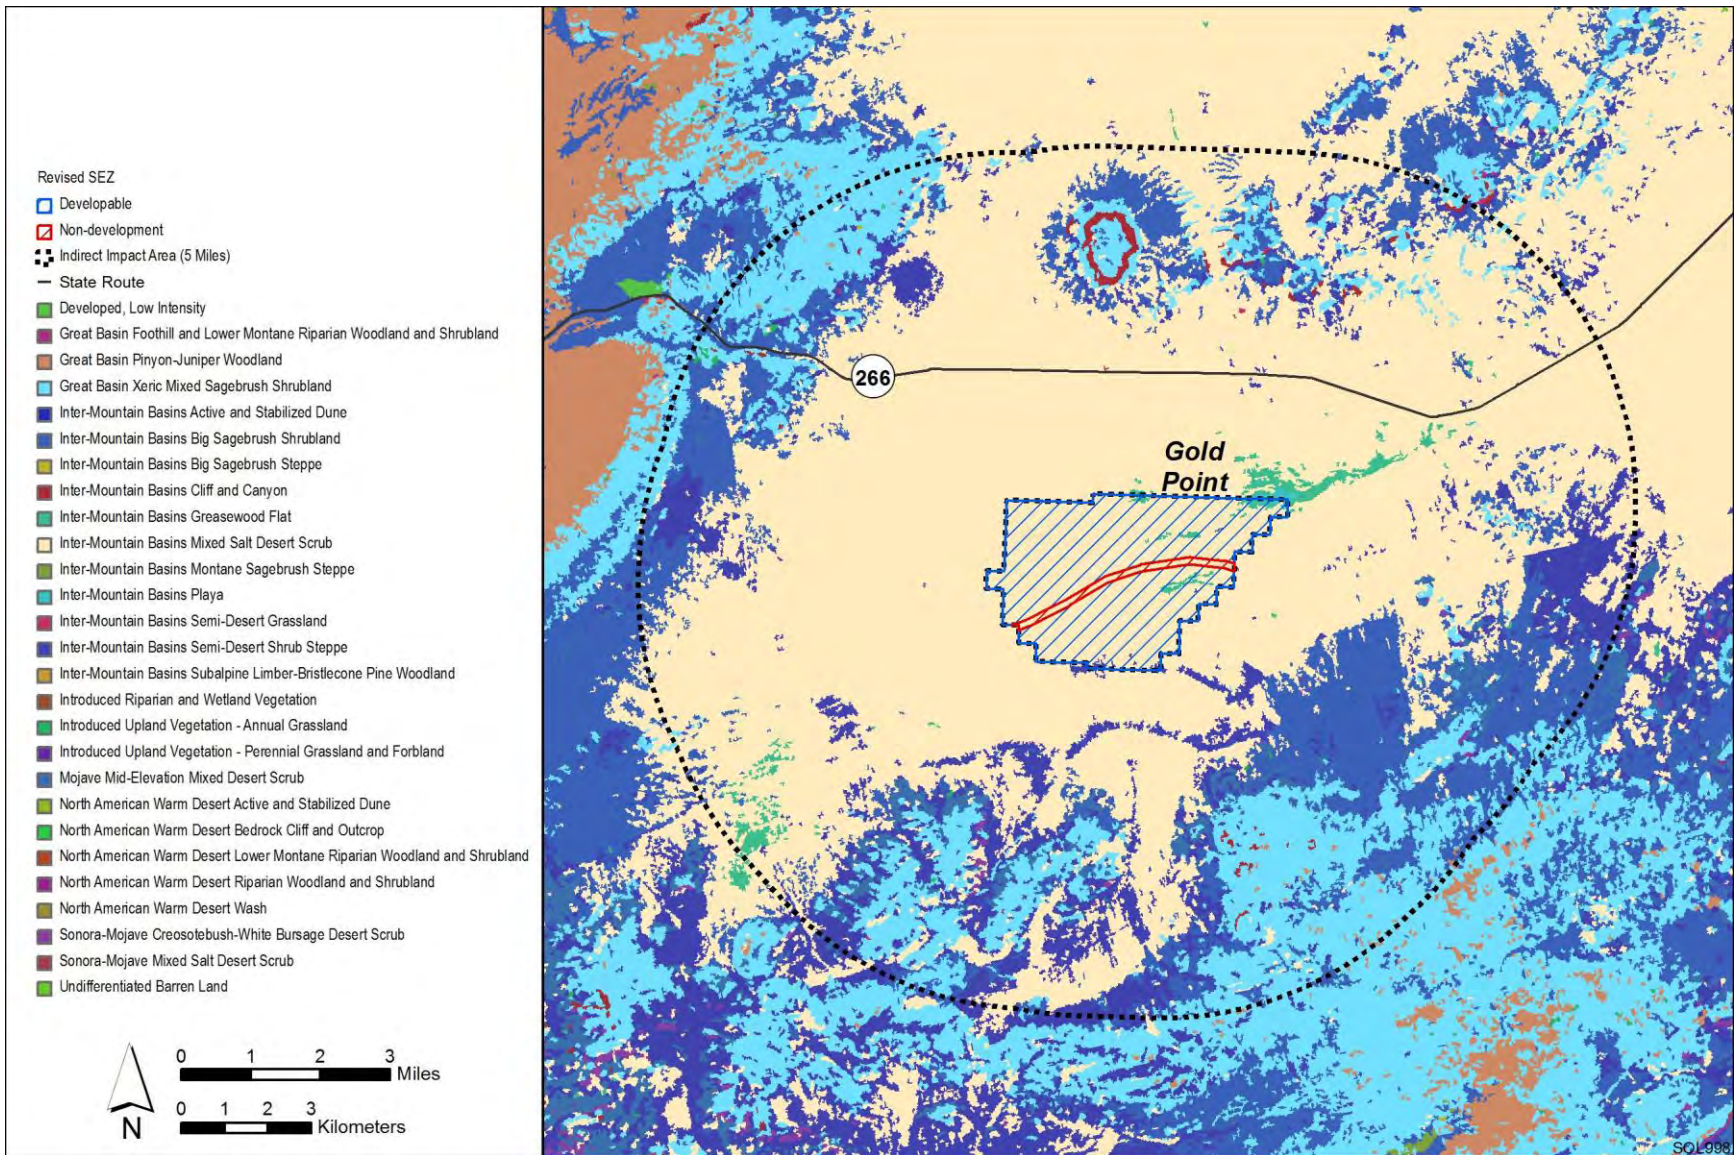 Revised SEZ
Developable
Non-development
Indirect Impact Area (5 Miles)
State Route
Developed, Low Intensity
Great Basin Foothill and Lower Montane Riparian Woodland and Shrubland
Great Basin Pinyon-Juniper Woodland
Great Basin Xeric Mixed Sagebrush Shrubland
Inter-Mountain Basins Active and Stabilized Dune
Inter-Mountain Basins Big Sagebrush Shrubland
Inter-Mountain Basins Big Sagebrush Steppe
Inter-Mountain Basins Cliff and Canyon
Inter-Mountain Basins Greasewood Flat
Inter-Mountain Basins Mixed Salt Desert Scrub
Inter-Mountain Basins Montane Sagebrush Steppe
Inter-Mountain Basins Playa
Inter-Mountain Basins Semi-Desert Grassland
Inter-Mountain Basins Semi-Desert Shrub Steppe
Inter-Mountain Basins Subalpine Limber-Bristlecone Pine Woodland
Introduced Riparian and Wetland Vegetation
Introduced Upland Vegetation - Annual Grassland
Introduced Upland Vegetation - Perennial Grassland and Forbland
Mojave Mid-Elevation Mixed Desert Scrub
North American Warm Desert Active and Stabilized Dune
North American Warm Desert Bedrock Cliff and Outcrop
North American Warm Desert Lower Montane Riparian Woodland and Shrubland
North American Warm Desert Riparian Woodland and Shrubland
North American Warm Desert Wash
Sonora-Mojave Creosotebush-White Bursage Desert Scrub
Sonora-Mojave Mixed Salt Desert Scrub
Undifferentiated Barren Land
N
0 1 2 3
Miles
0 1 2 3
Kilometers
266
Gold
Point
SOL998